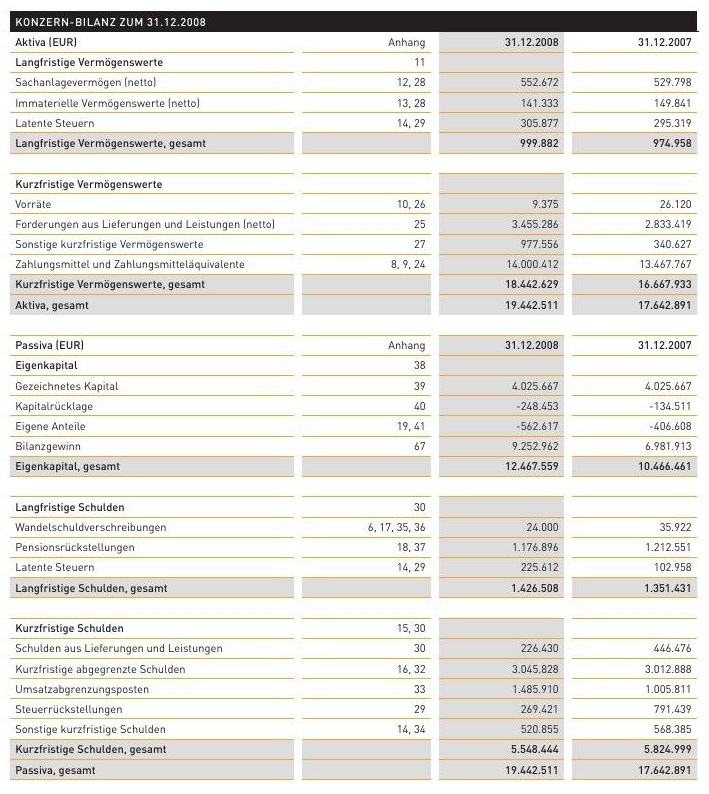 KONZERN-BILANZ ZUM 31.12.2008
Aktiva (EUR) Anhang 31.12.2008 31.12.2007
Langfristige Vermögenswerte 11
Sachanlagevermögen (netto) 12, 28 552.672 529.798
Immaterielle Vermögenswerte (netto) 13, 28 141.333 149.841
Latente Steuern 14, 29 305.877 295.319
Langfristige Vermögenswerte, gesamt 999.882 974.958
Kurzfristige Vermögenswerte
Vorräte 10, 26 9.375 26.120
Forderungen aus Lieferungen und Leistungen (netto) 25 3.455.286 2.833.419
Sonstige kurzfristige Vermögenswerte 27 977.556 340.627
Zahlungsmittel und Zahlungsmitteläquivalente 8, 9, 24 14.000.412 13.467.767
Kurzfristige Vermögenswerte, gesamt 18.442.629 16.667.933
Aktiva, gesamt 19.442.511 17.642.891
Passiva (EUR) Anhang 31.12.2008 31.12.2007
Eigenkapital 38
Gezeichnetes Kapital 39 4.025.667 4.025.667
Kapitalrücklage 40 -248.453 -134.511
Eigene Anteile 19, 41 -562.617 -406.608
Bilanzgewinn 67 9.252.962 6.981.913
Eigenkapital, gesamt 12.467.559 10.466.461
Langfristige Schulden 30
Wandelschuldverschreibungen 6, 17, 35, 36 24.000 35.922
Pensionsrückstellungen 18, 37 1.176.896 1.212.551
Latente Steuern 14, 29 225.612 102.958
Langfristige Schulden, gesamt 1.426.508 1.351.431
Kurzfristige Schulden 15, 30
Schulden aus Lieferungen und Leistungen 30 226.430 446.476
Kurzfristige abgegrenzte Schulden 16, 32 3.045.828 3.012.888
Umsatzabgrenzungsposten 33 1.485.910 1.005.811
Steuerrückstellungen 29 269.421 791.439
Sonstige kurzfristige Schulden 14, 34 520.855 568.385
Kurzfristige Schulden, gesamt 5.548.444 5.824.999
Passiva, gesamt 19.442.511 17.642.891